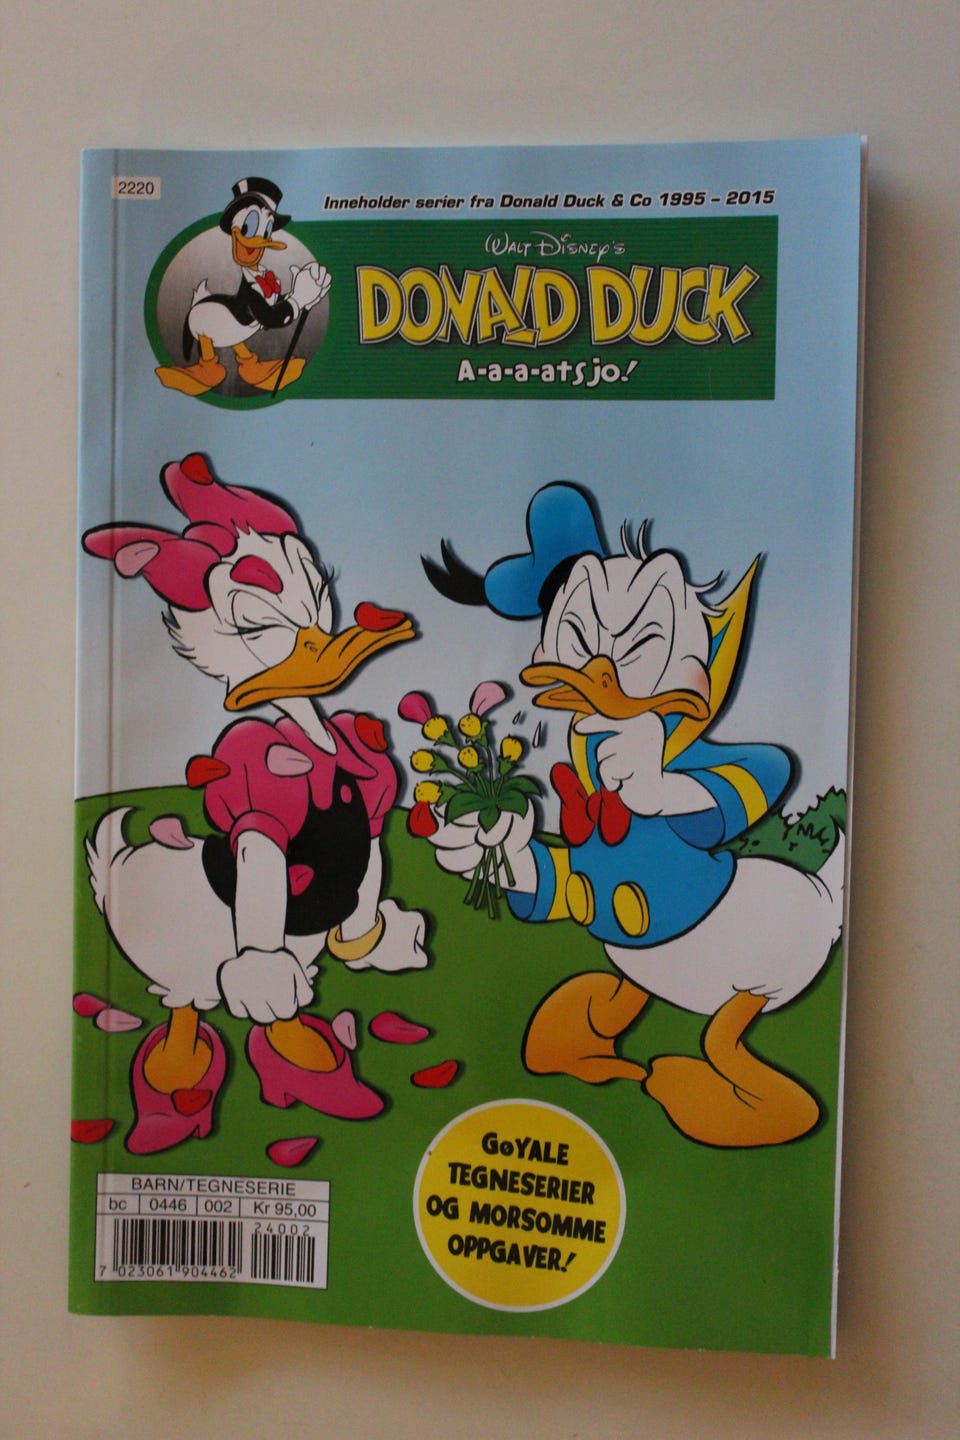 2220
Inneholder serier fra Donald Duck & Co 1995 - 2015
WALT DISNEY'S
DONALD DUCK
A-a-a-atsjo!
GØYALE
TEGNESERIER
OG MORSOMME
OPPGAVER!
BARN/TEGNESERIE
bc 0446 002 Kr 95,00
24002
7 023061 904462